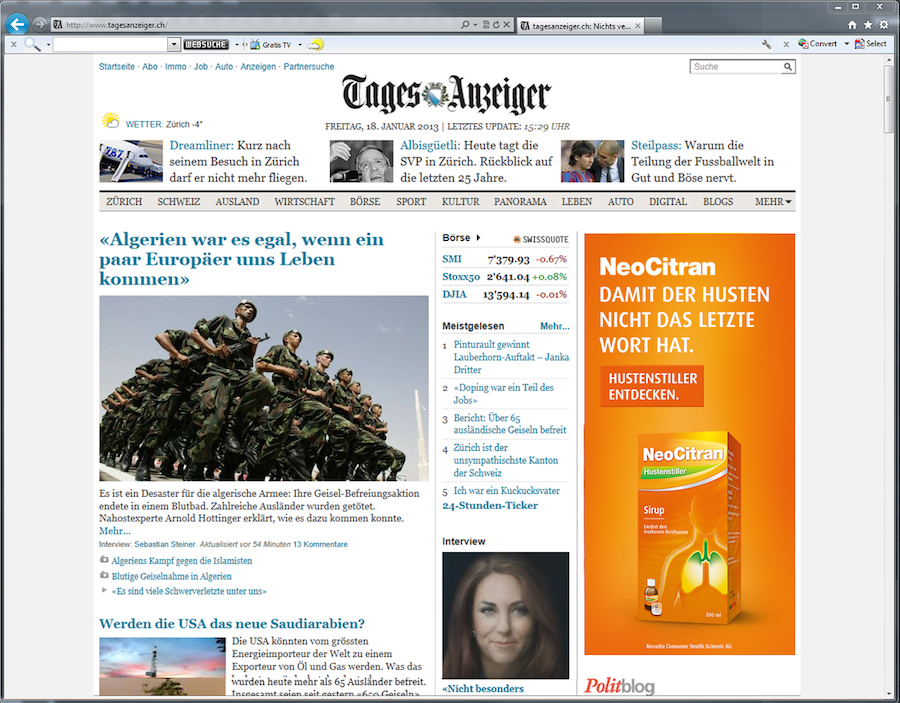 http://www.tagesanzeiger.ch/
tagesanzeiger.ch: Nichts ve...
WEBSUCHE
Gratis TV
Convert
Select
Startseite · Abo · Immo · Job · Auto · Anzeigen · Partnersuche
Suche
Tages Anzeiger
WETTER: Zürich -4°
FREITAG, 18. JANUAR 2013 | LETZTES UPDATE: 15:29 UHR
787
Dreamliner: Kurz nach
seinem Besuch in Zürich
darf er nicht mehr fliegen.
Albisgüetli: Heute tagt die
SVP in Zürich. Rückblick auf
die letzten 25 Jahre.
Steilpass: Warum die
Teilung der Fussballwelt in
Gut und Böse nervt.
ZÜRICH SCHWEIZ AUSLAND WIRTSCHAFT BÖRSE SPORT KULTUR PANORAMA LEBEN AUTO DIGITAL BLOGS MEHR
«Algerien war es egal, wenn ein
paar Europäer ums Leben
kommen»
Es ist ein Desaster für die algerische Armee: Ihre Geisel-Befreiungsaktion
endete in einem Blutbad. Zahlreiche Ausländer wurden getötet.
Nahostexperte Arnold Hottinger erklärt, wie es dazu kommen konnte.
Mehr...
Interview: Sebastian Steiner. Aktualisiert vor 54 Minuten 13 Kommentare
Algeriens Kampf gegen die Islamisten
Blutige Geiselnahme in Algerien
«Es sind viele Schwerverletzte unter uns»
Werden die USA das neue Saudiarabien?
Die USA könnten vom grössten
Energieimporteur der Welt zu einem
Exporteur von Öl und Gas werden. Was das
wurden heute mehr als 65 Ausländer befreit.
Insgesamt seien seit gestern «650 Geiseln»
Börse
SWISSQUOTE
SMI 7'379.93 -0.67%
Stoxx50 2'641.04 +0.08%
DJIA 13'594.14 -0.01%
Meistgelesen Mehr...
1 Pinturault gewinnt
Lauberhorn-Auftakt – Janka
Dritter
2 «Doping war ein Teil des
Jobs»
3 Bericht: Über 65
ausländische Geiseln befreit
4 Zürich ist der
unsympathischste Kanton
der Schweiz
5 Ich war ein Kuckucksvater
24-Stunden-Ticker
Interview
«Nicht besonders
NeoCitran
DAMIT DER HUSTEN
NICHT DAS LETZTE
WORT HAT.
HUSTENSTILLER
ENTDECKEN.
NeoCitran
Hustenstiller
Sirup
Lindert den
trockenen Reizhusten
200 ml
Novartis Consumer Health Schweiz AG
Politblog